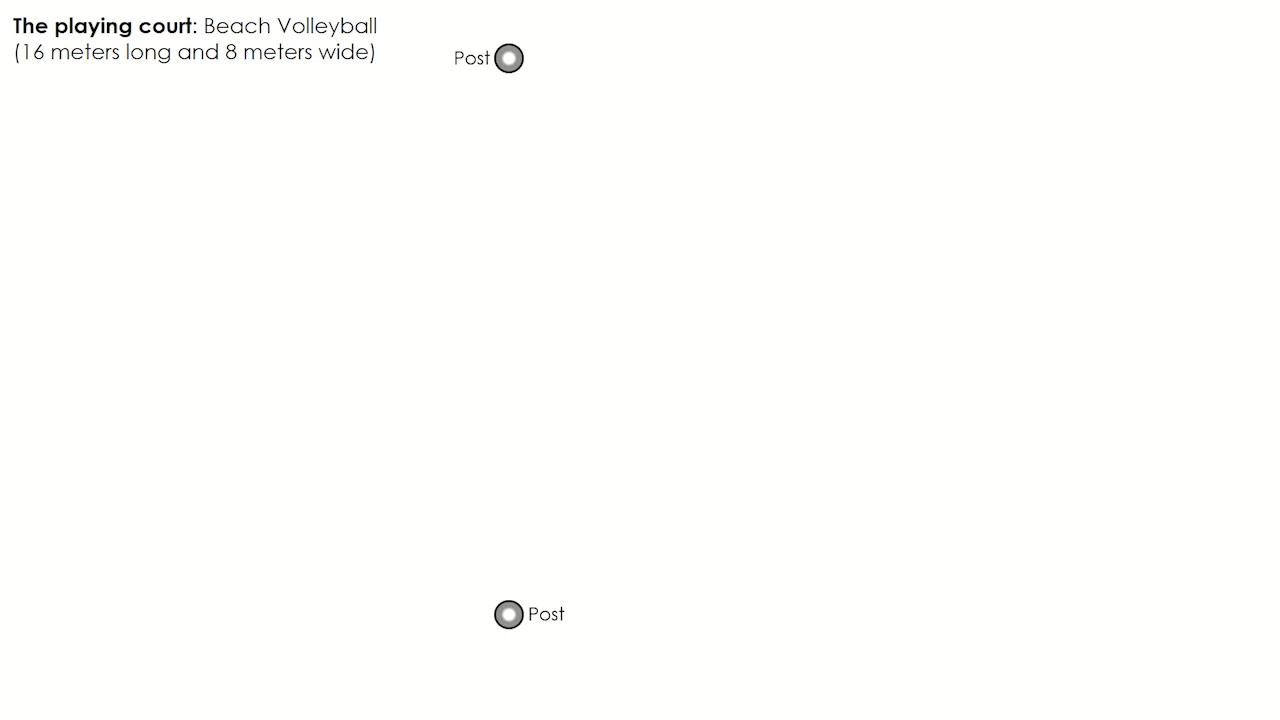 The playing court: Beach Volleyball
(16 meters long and 8 meters wide)
Post
Post